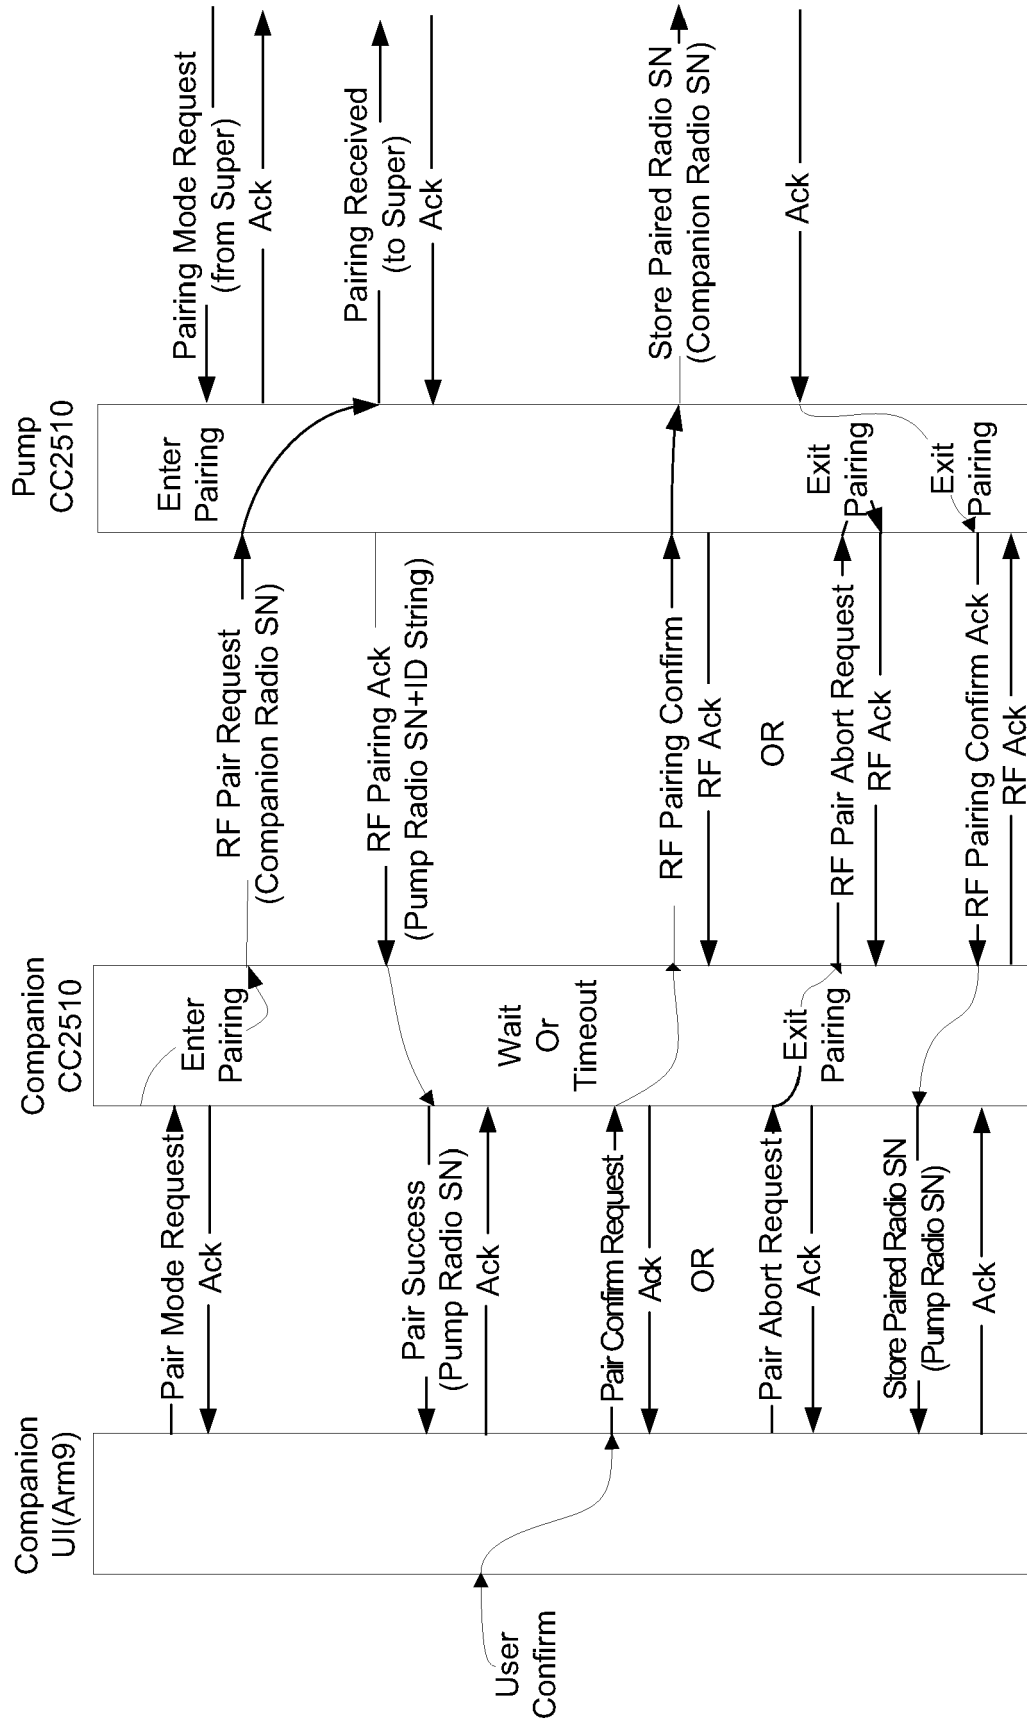 Companion
UI(Arm9)
Companion
CC2510
Pump
CC2510
User
Confirm
Pair Mode Request
Ack
Pair Success
(Pump Radio SN)
Ack
Pair Confirm Request
Ack
OR
Pair Abort Request
Ack
Store Paired Radio SN
(Pump Radio SN)
Ack
Enter
Pairing
Wait
Or
Timeout
Exit
Pairing
RF Pair Request
(Companion Radio SN)
RF Pairing Ack
(Pump Radio SN+ID String)
RF Pairing Confirm
RF Ack
OR
RF Pair Abort Request
RF Ack
RF Pairing Confirm Ack
RF Ack
Enter
Pairing
Exit
Pairing
Exit
Pairing
Pairing Mode Request
(from Super)
Ack
Pairing Received
(to Super)
Ack
Store Paired Radio SN
(Companion Radio SN)
Ack